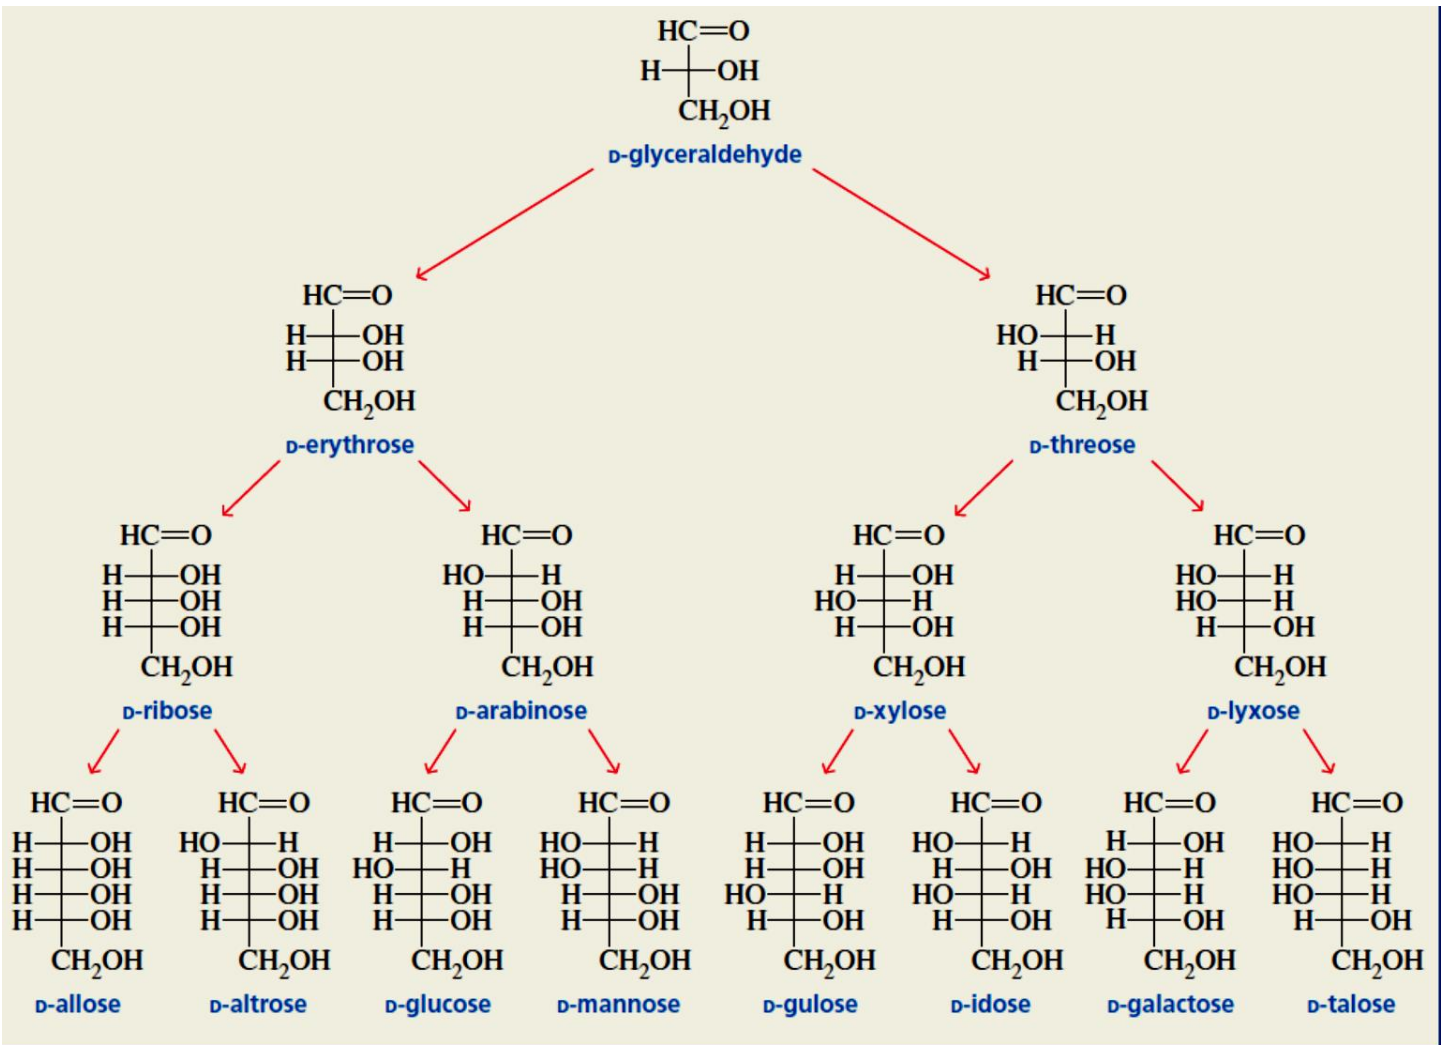 HC=O
H OH
CH2OH
D-glyceraldehyde
HC=O
H OH
H OH
CH2OH
D-erythrose
HC=O
HO H
H OH
CH2OH
D-threose
HC=O
H OH
H OH
H OH
CH2OH
D-ribose
HC=O
HO H
H OH
H OH
CH2OH
D-arabinose
HC=O
H OH
HO H
H OH
CH2OH
D-xylose
HC=O
HO H
HO H
H OH
CH2OH
D-lyxose
HC=O
H OH
H OH
H OH
H OH
CH2OH
D-allose
HC=O
HO H
H OH
H OH
H OH
CH2OH
D-altrose
HC=O
H OH
HO H
H OH
H OH
CH2OH
D-glucose
HC=O
HO H
HO H
H OH
H OH
CH2OH
D-mannose
HC=O
H OH
H OH
HO H
H OH
CH2OH
D-gulose
HC=O
HO H
H OH
HO H
H OH
CH2OH
D-idose
HC=O
H OH
HO H
HO H
H OH
CH2OH
D-galactose
HC=O
HO H
HO H
HO H
H OH
CH2OH
D-talose